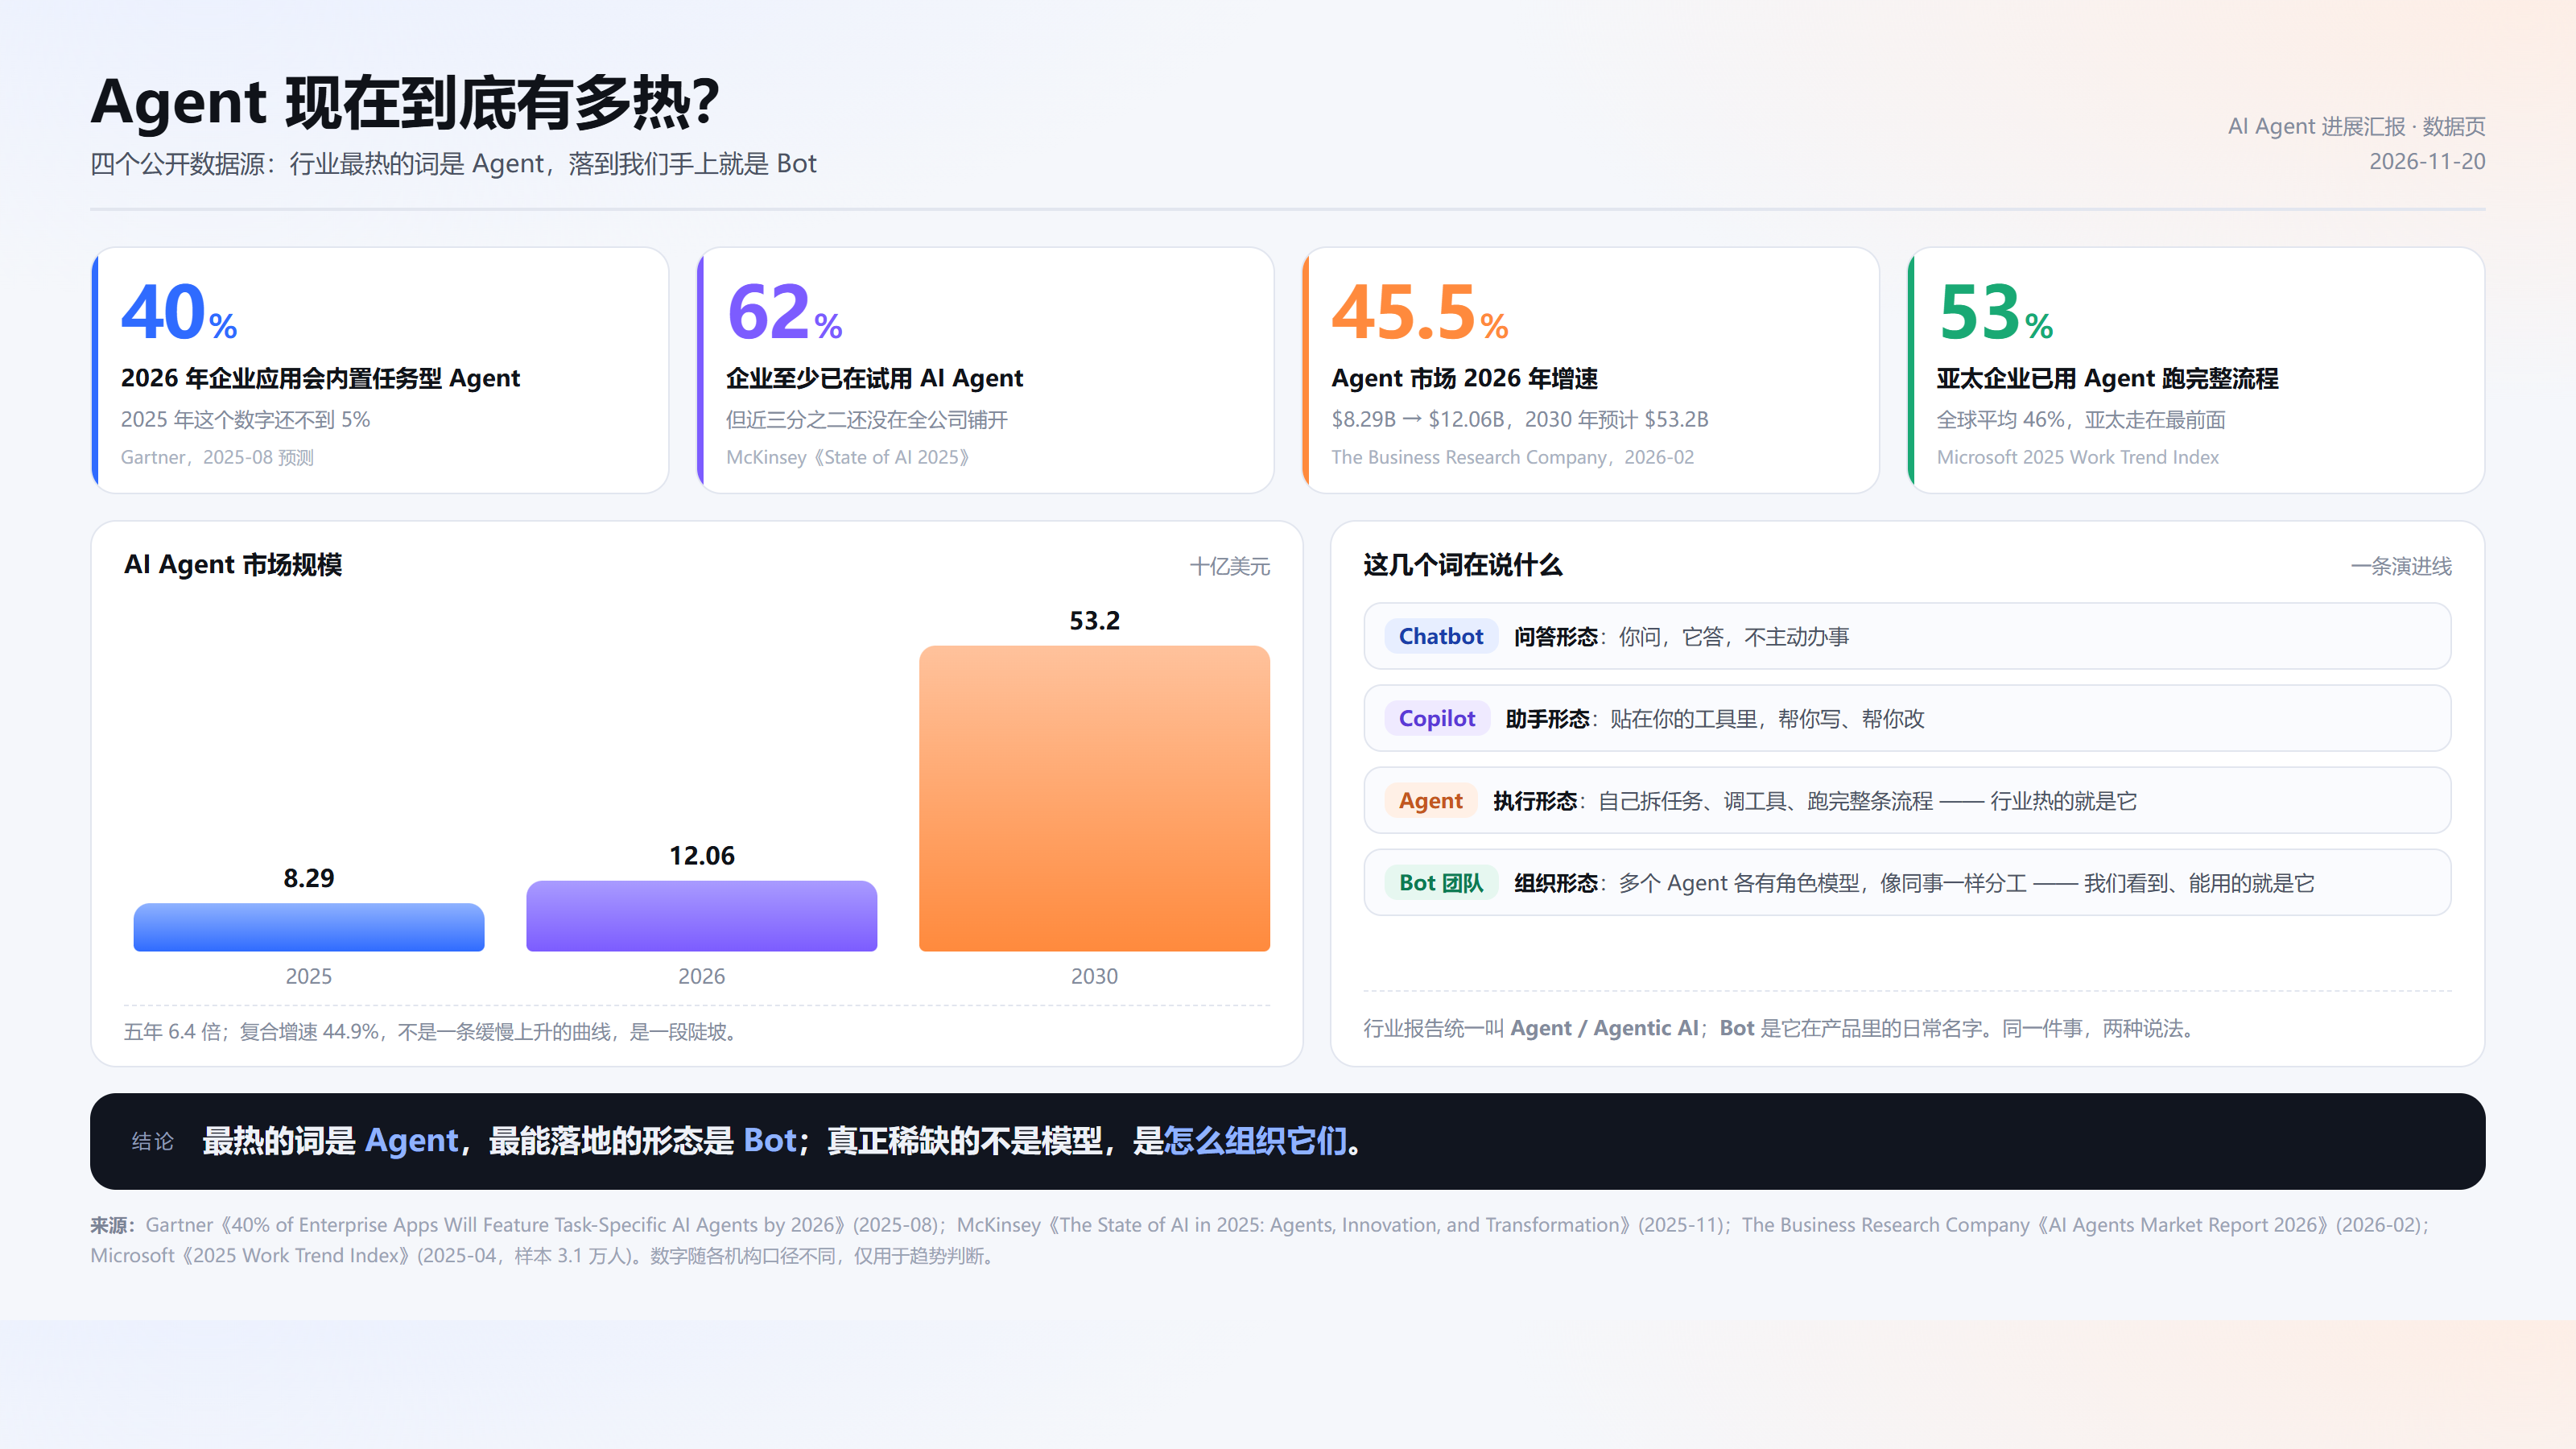 Agent 现在到底有多热?
四个公开数据源：行业最热的词是 Agent，落到我们手上就是 Bot
AI Agent 进展汇报 · 数据页
2026-11-20
40%
2026 年企业应用会内置任务型 Agent
2025 年这个数字还不到 5%
Gartner，2025-08 预测
62%
企业至少已在试用 AI Agent
但近三分之二还没在全公司铺开
McKinsey《State of AI 2025》
45.5%
Agent 市场 2026 年增速
$8.29B → $12.06B，2030 年预计 $53.2B
The Business Research Company，2026-02
53%
亚太企业已用 Agent 跑完整流程
全球平均 46%，亚太走在最前面
Microsoft 2025 Work Trend Index
AI Agent 市场规模
十亿美元
53.2
12.06
8.29
2025
2026
2030
五年 6.4 倍；复合增速 44.9%，不是一条缓慢上升的曲线，是一段陡坡。
这几个词在说什么
一条演进线
Chatbot 问答形态：你问，它答，不主动办事
Copilot 助手形态：贴在你的工具里，帮你写、帮你改
Agent 执行形态：自己拆任务、调工具、跑完整条流程 —— 行业热的就是它
Bot 团队 组织形态：多个 Agent 各有角色模型，像同事一样分工 —— 我们看到、能用的就是它
行业报告统一叫 Agent / Agentic AI；Bot 是它在产品里的日常名字。同一件事，两种说法。
结论 最热的词是 Agent，最能落地的形态是 Bot；真正稀缺的不是模型，是怎么组织它们。
来源：Gartner《40% of Enterprise Apps Will Feature Task-Specific AI Agents by 2026》(2025-08)；McKinsey《The State of AI in 2025: Agents, Innovation, and Transformation》(2025-11)；The Business Research Company《AI Agents Market Report 2026》(2026-02)；
Microsoft《2025 Work Trend Index》(2025-04，样本 3.1 万人)。数字随各机构口径不同，仅用于趋势判断。